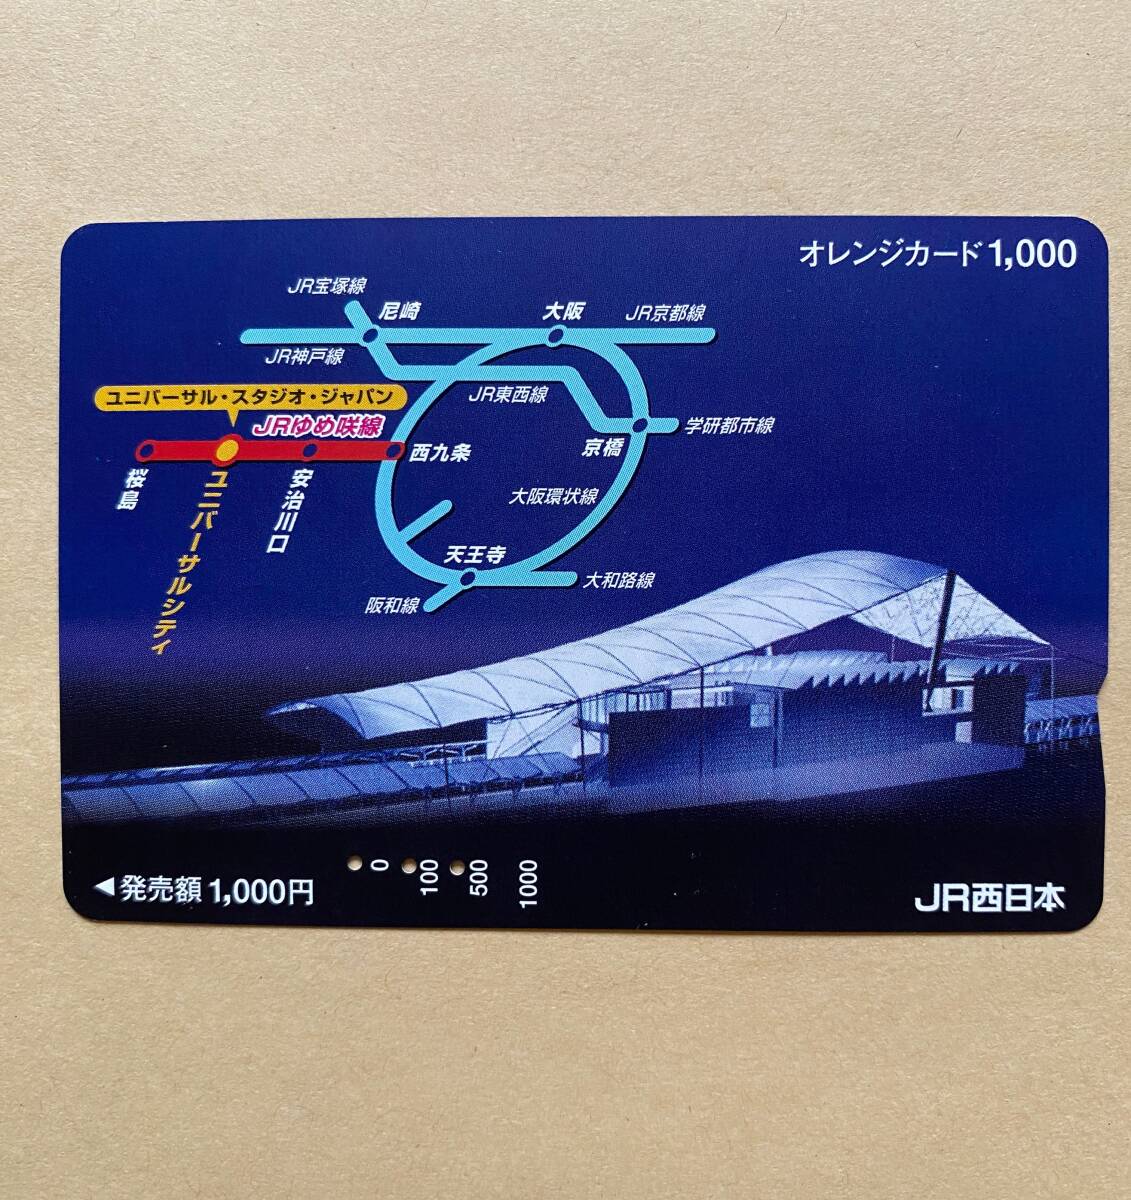 オレンジカード1,000
JR宝塚線
尼崎
大阪
JR京都線
JR神戸線
JR東西線
ユニバーサル・スタジオ・ジャパン
JRゆめ咲線
学研都市線
京橋
西九条
桜島
ユニバーサルシティ
安治川口
大阪環状線
天王寺
大和路線
阪和線
◀発売額1,000円
0
100
500
1000
JR西日本